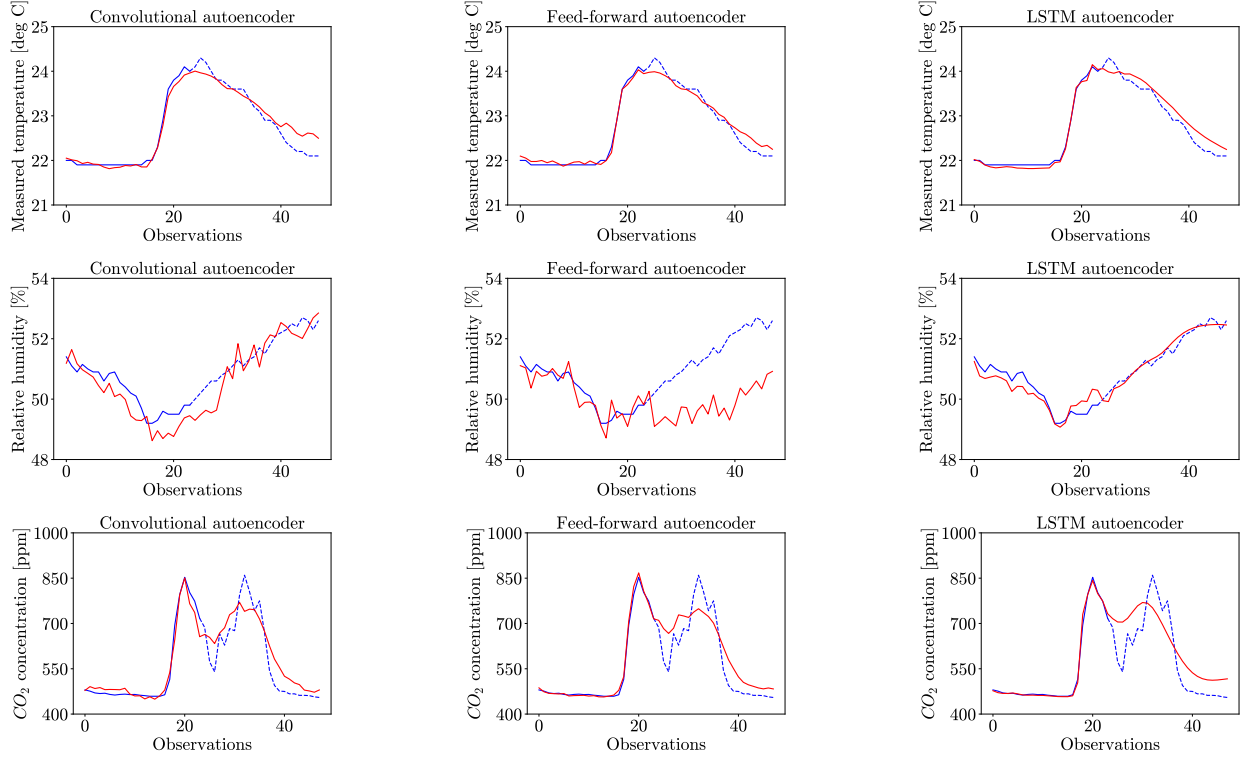 Convolutional autoencoder
Feed-forward autoencoder
LSTM autoencoder
Measured temperature [deg C]
25
24
23
22
21
0
20
40
Observations
Measured temperature [deg C]
25
24
23
22
21
0
20
40
Observations
Measured temperature [deg C]
25
24
23
22
21
0
20
40
Observations
Convolutional autoencoder
Feed-forward autoencoder
LSTM autoencoder
Relative humidity [%]
54
52
50
48
0
20
40
Observations
Relative humidity [%]
54
52
50
48
0
20
40
Observations
Relative humidity [%]
54
52
50
48
0
20
40
Observations
Convolutional autoencoder
Feed-forward autoencoder
LSTM autoencoder
CO₂ concentration [ppm]
1000
850
700
550
400
0
20
40
Observations
CO₂ concentration [ppm]
1000
850
700
550
400
0
20
40
Observations
CO₂ concentration [ppm]
1000
850
700
550
400
0
20
40
Observations